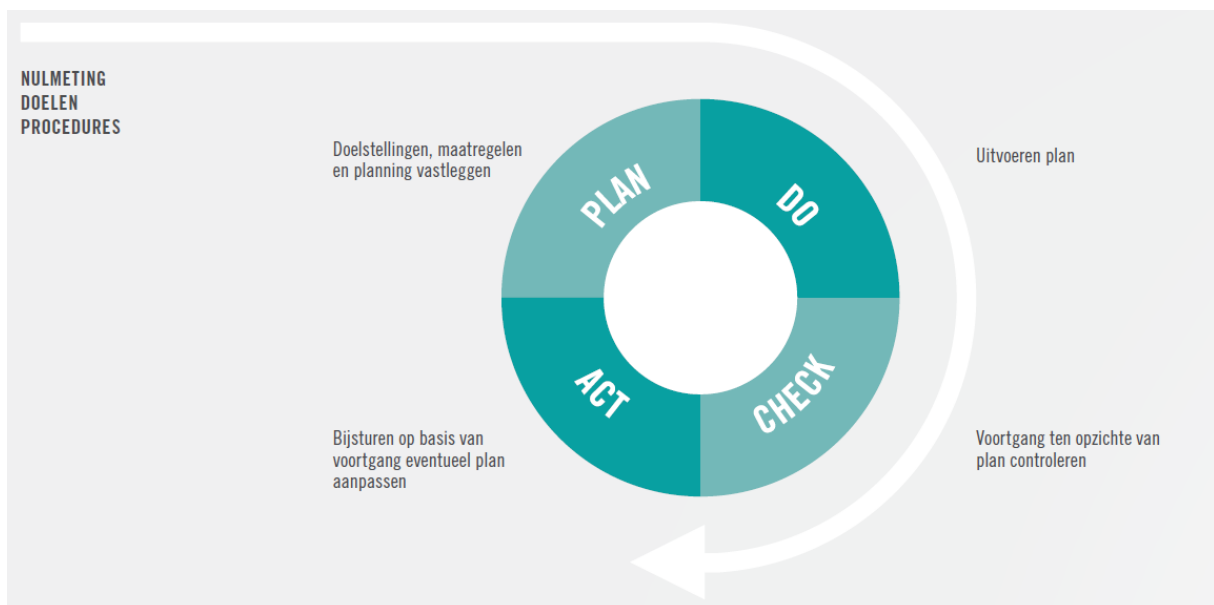 NULMETING
DOELEN
PROCEDURES
Doelstellingen, maatregelen
en planning vastleggen
PLAN
DO
Uitvoeren plan
ACT
CHECK
Bijsturen op basis van
voortgang eventueel plan
aanpassen
Voortgang ten opzichte van
plan controleren